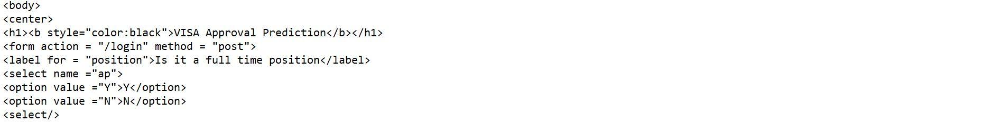 <body>
<center>
<h1><b style="color:black">VISA Approval Prediction</b></h1>
<form action = "/login" method = "post">
<label for = "position">Is it a full time position</label>
<select name ="ap">
<option value ="Y">Y</option>
<option value ="N">N</option>
<select/>